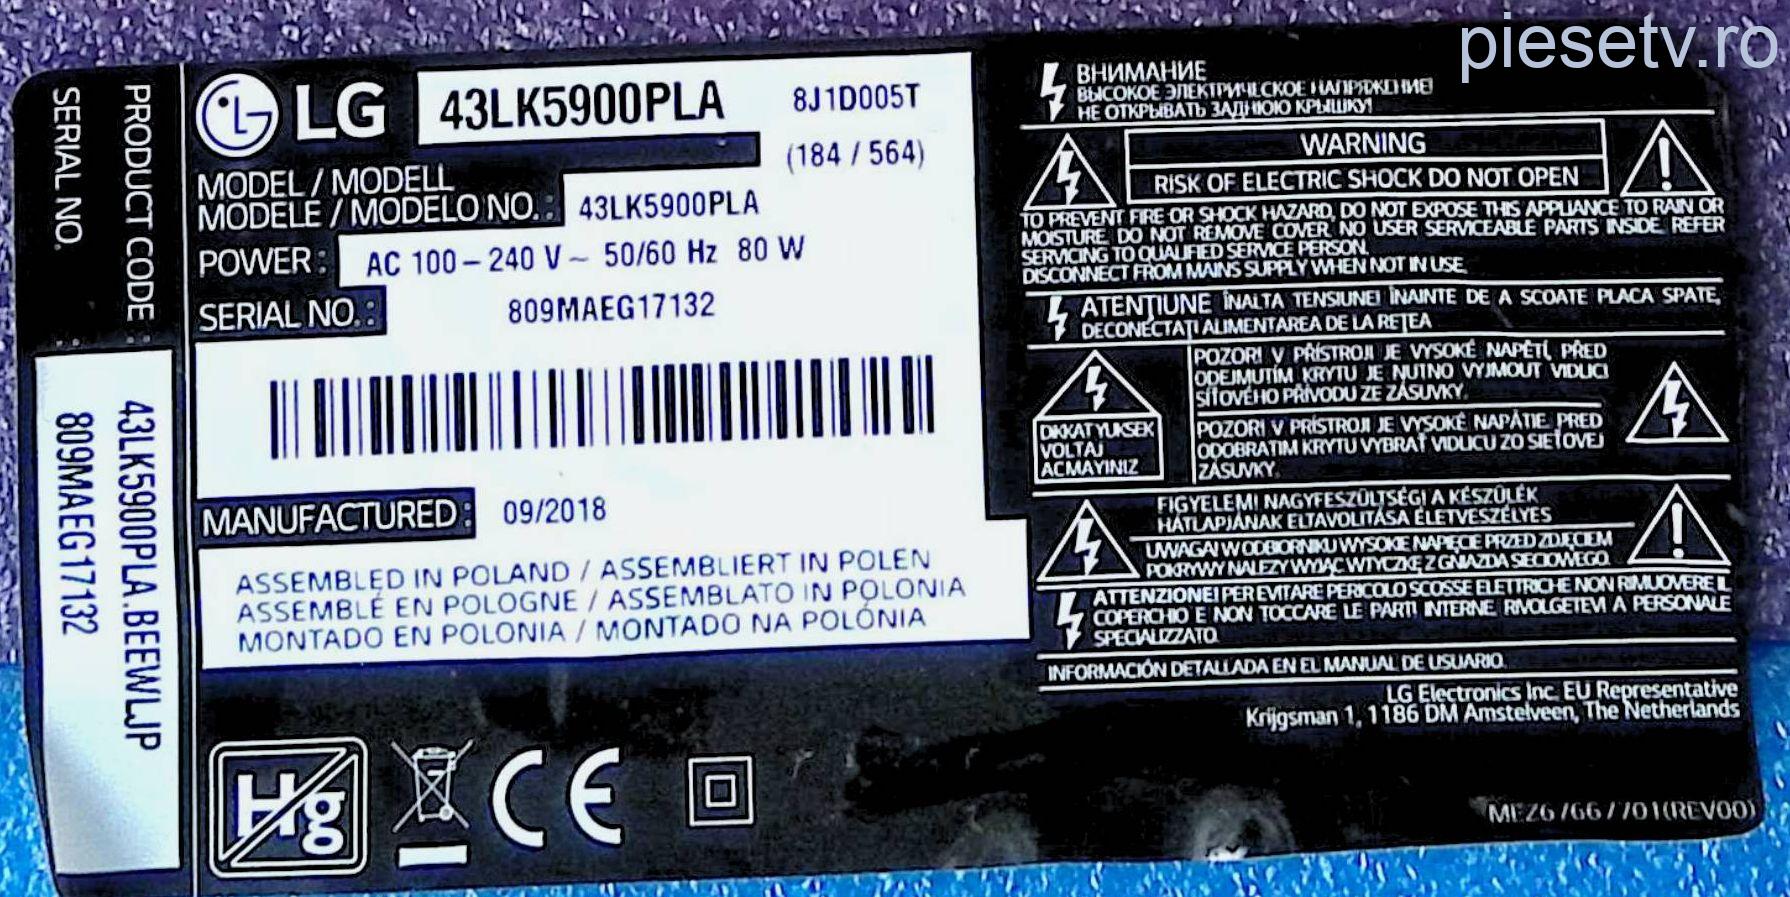 piesetv.ro
SERIAL NO. : 809MAEG17132
PRODUCT CODE : 43LK5900PLA.BEEWLJP
LG 43LK5900PLA 8J1D005T
(184 / 564)
MODEL / MODELL
MODELE / MODELO NO. : 43LK5900PLA
POWER : AC 100 – 240 V ~ 50/60 Hz 80 W
SERIAL NO. : 809MAEG17132
MANUFACTURED : 09/2018
ASSEMBLED IN POLAND / ASSEMBLIERT IN POLEN
ASSEMBLÉ EN POLOGNE / ASSEMBLATO IN POLONIA
MONTADO EN POLONIA / MONTADO NA POLÓNIA
Hg
CE
ВНИМАНИЕ
ВЫСОКОЕ ЭЛЕКТРИЧЕСКОЕ НАПРЯЖЕНИЕ!
НЕ ОТКРЫВАТЬ ЗАДНЮЮ КРЫШКУ!
WARNING
RISK OF ELECTRIC SHOCK DO NOT OPEN
TO PREVENT FIRE OR SHOCK HAZARD, DO NOT EXPOSE THIS APPLIANCE TO RAIN OR
MOISTURE. DO NOT REMOVE COVER. NO USER SERVICEABLE PARTS INSIDE. REFER
SERVICING TO QUALIFIED SERVICE PERSON.
DISCONNECT FROM MAINS SUPPLY WHEN NOT IN USE.
ATENȚIUNE ÎNALTA TENSIUNE! ÎNAINTE DE A SCOATE PLACA SPATE,
DECONECTAȚI ALIMENTAREA DE LA REȚEA
DIKKAT YUKSEK
VOLTAJ
ACMAYINIZ
POZOR! V PŘÍSTROJI JE VYSOKÉ NAPĚTÍ, PŘED
ODEJMUTÍM KRYTU JE NUTNO VYJMOUT VIDLICI
SÍŤOVÉHO PŘÍVODU ZE ZÁSUVKY.
POZOR! V PRÍSTROJI JE VYSOKÉ NAPÄTIE, PRED
ODOBRATIM KRYTU VYBRAŤ VIDLICU ZO SIEŤOVEJ
ZÁSUVKY.
FIGYELEM! NAGYFESZÜLTSÉG! A KÉSZÜLÉK
HÁTLAPJÁNAK ELTAVOLITÁSA ÉLETVESZÉLYES
UWAGA! W ODBIORNIKU WYSOKIE NAPIĘCIE PRZED ZDJĘCIEM
POKRYWY NALEŻY WYJĄĆ WTYCZKĘ Z GNIAZDA SIECIOWEGO.
ATTENZIONE! PER EVITARE PERICOLO SCOSSE ELETTRICHE NON RIMUOVERE IL
COPERCHIO E NON TOCCARE LE PARTI INTERNE. RIVOLGETEVI A PERSONALE
SPECIALIZZATO.
INFORMACIÓN DETALLADA EN EL MANUAL DE USUARIO.
LG Electronics Inc. EU Representative
Krijgsman 1, 1186 DM Amstelveen, The Netherlands
MEZ67667701(REV00)